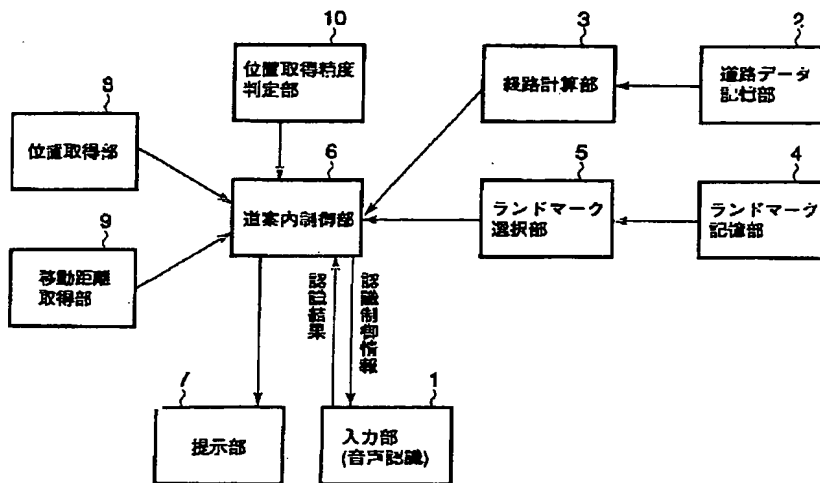 10
3
2
位置取得精度
判定部
経路計算部
道路データ
記憶部
8
位置取得部
6
道案内制御部
5
ランドマーク
選択部
4
ランドマーク
記憶部
9
移動距離
取得部
認識結果
認識制御情報
7
提示部
1
入力部
(音声認識)